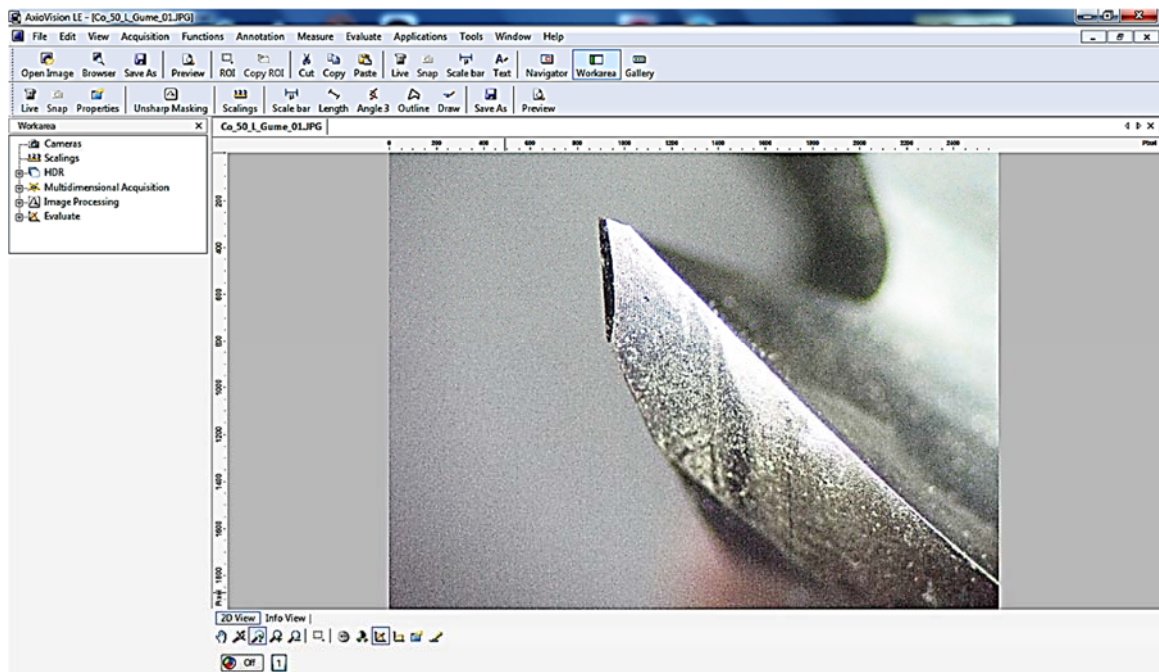 AxioVision LE - [Co_50_L_Gume_01.JPG]
File Edit View Acquisition Functions Annotation Measure Evaluate Applications Tools Window Help
Open Image Browser Save As Preview ROI Copy ROI Cut Copy Paste Live Snap Scale bar Text Navigator Workarea Gallery
Live Snap Properties Unsharp Masking Scalings Scale bar Length Angle 3 Outline Draw Save As Preview
Workarea
Co_50_L_Gume_01.JPG
Cameras
Scalings
HDR
Multidimensional Acquisition
Image Processing
Evaluate
0 200 400 600 800 1000 1200 1400 1600 1800 2000 2200 2400 Pixel
200
400
600
800
1000
1200
1400
1600
1800
Pixel
2D View Info View
Off 1